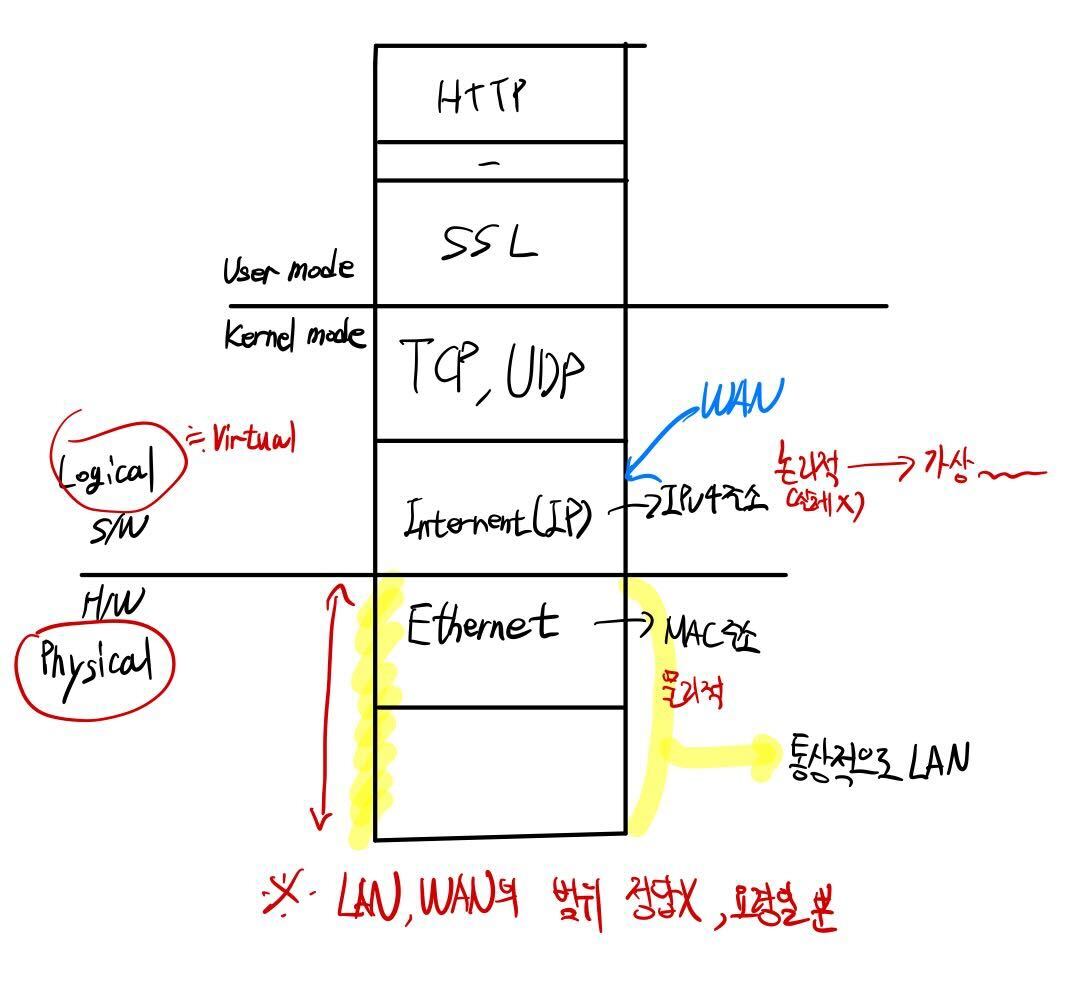 HTTP
-
SSL
User mode
Kernel mode
TCP, UDP
WAN
Logical
≒ Virtual
S/W
Internent(IP) → IPv4주소
논리적 → 가상
(실체X)
H/W
Physical
Ethernet → MAC주소
물리적
통상적으로 LAN
※ LAN, WAN의 범위 정답X, 요령일 뿐